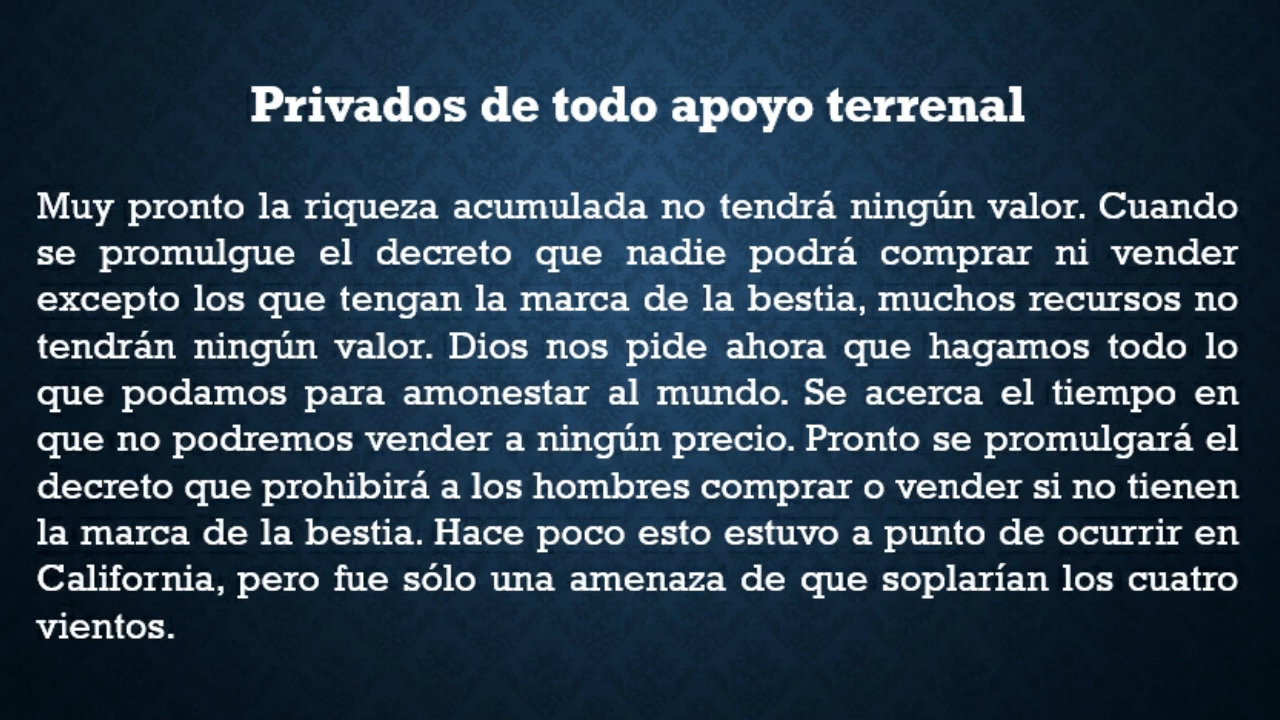 Privados de todo apoyo terrenal
Muy pronto la riqueza acumulada no tendrá ningún valor. Cuando
se promulgue el decreto que nadie podrá comprar ni vender
excepto los que tengan la marca de la bestia, muchos recursos no
tendrán ningún valor. Dios nos pide ahora que hagamos todo lo
que podamos para amonestar al mundo. Se acerca el tiempo en
que no podremos vender a ningún precio. Pronto se promulgará el
decreto que prohibirá a los hombres comprar o vender si no tienen
la marca de la bestia. Hace poco esto estuvo a punto de ocurrir en
California, pero fue sólo una amenaza de que soplarían los cuatro
vientos.